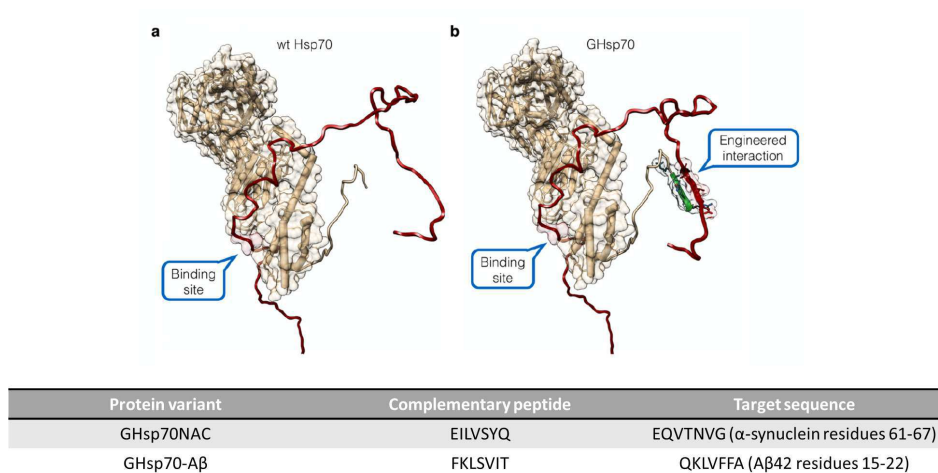 a
wt Hsp70
b
GHsp70
Engineered
interaction
Binding
site
Binding
site
Protein variant Complementary peptide Target sequence
GHsp70NAC EILVSYQ EQVTNVG (α-synuclein residues 61-67)
GHsp70-Aβ FKLSVIT QKLVFFA (Aβ42 residues 15-22)